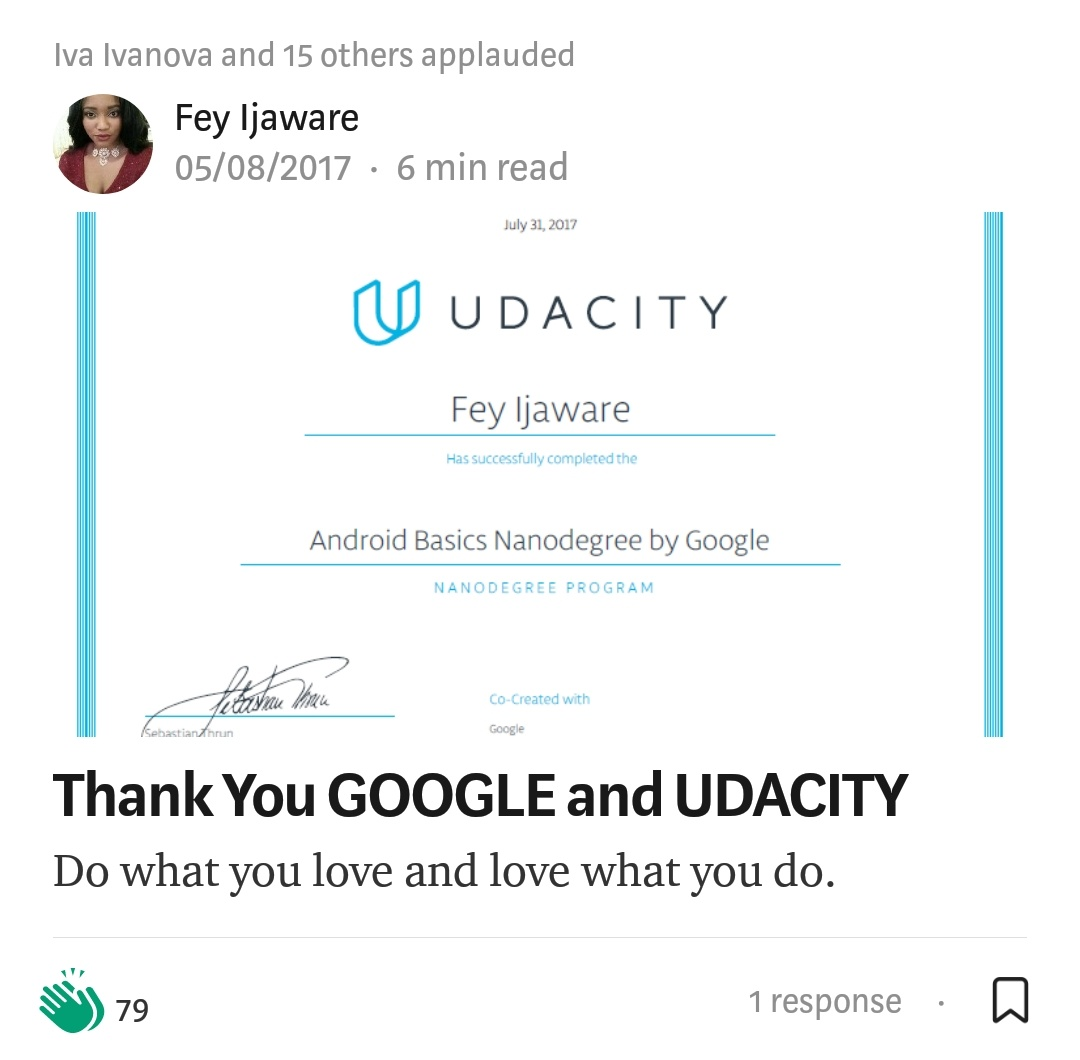 Iva Ivanova and 15 others applauded
Fey Ijaware
05/08/2017 · 6 min read
July 31, 2017
UDACITY
Fey Ijaware
Has successfully completed the
Android Basics Nanodegree by Google
NANODEGREE PROGRAM
Sebastian Thrun
Co-Created with
Sebastian Thrun
Google
Thank You GOOGLE and UDACITY
Do what you love and love what you do.
79
1 response ·